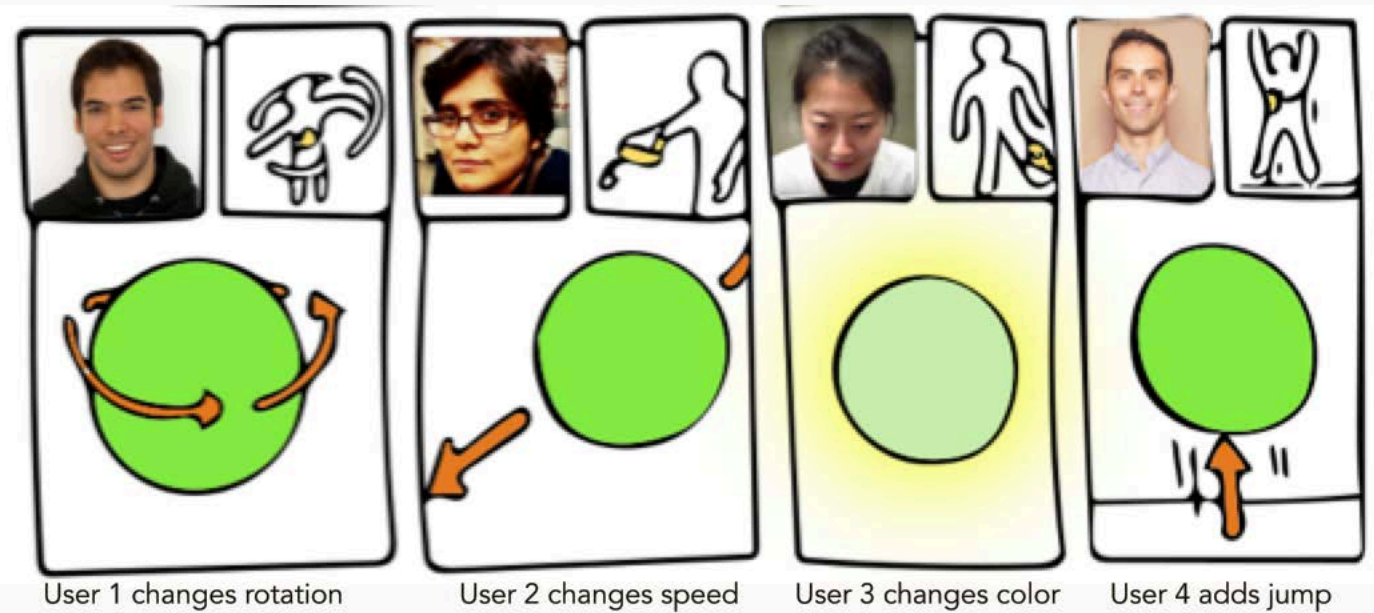 User 1 changes rotation
User 2 changes speed
User 3 changes color
User 4 adds jump